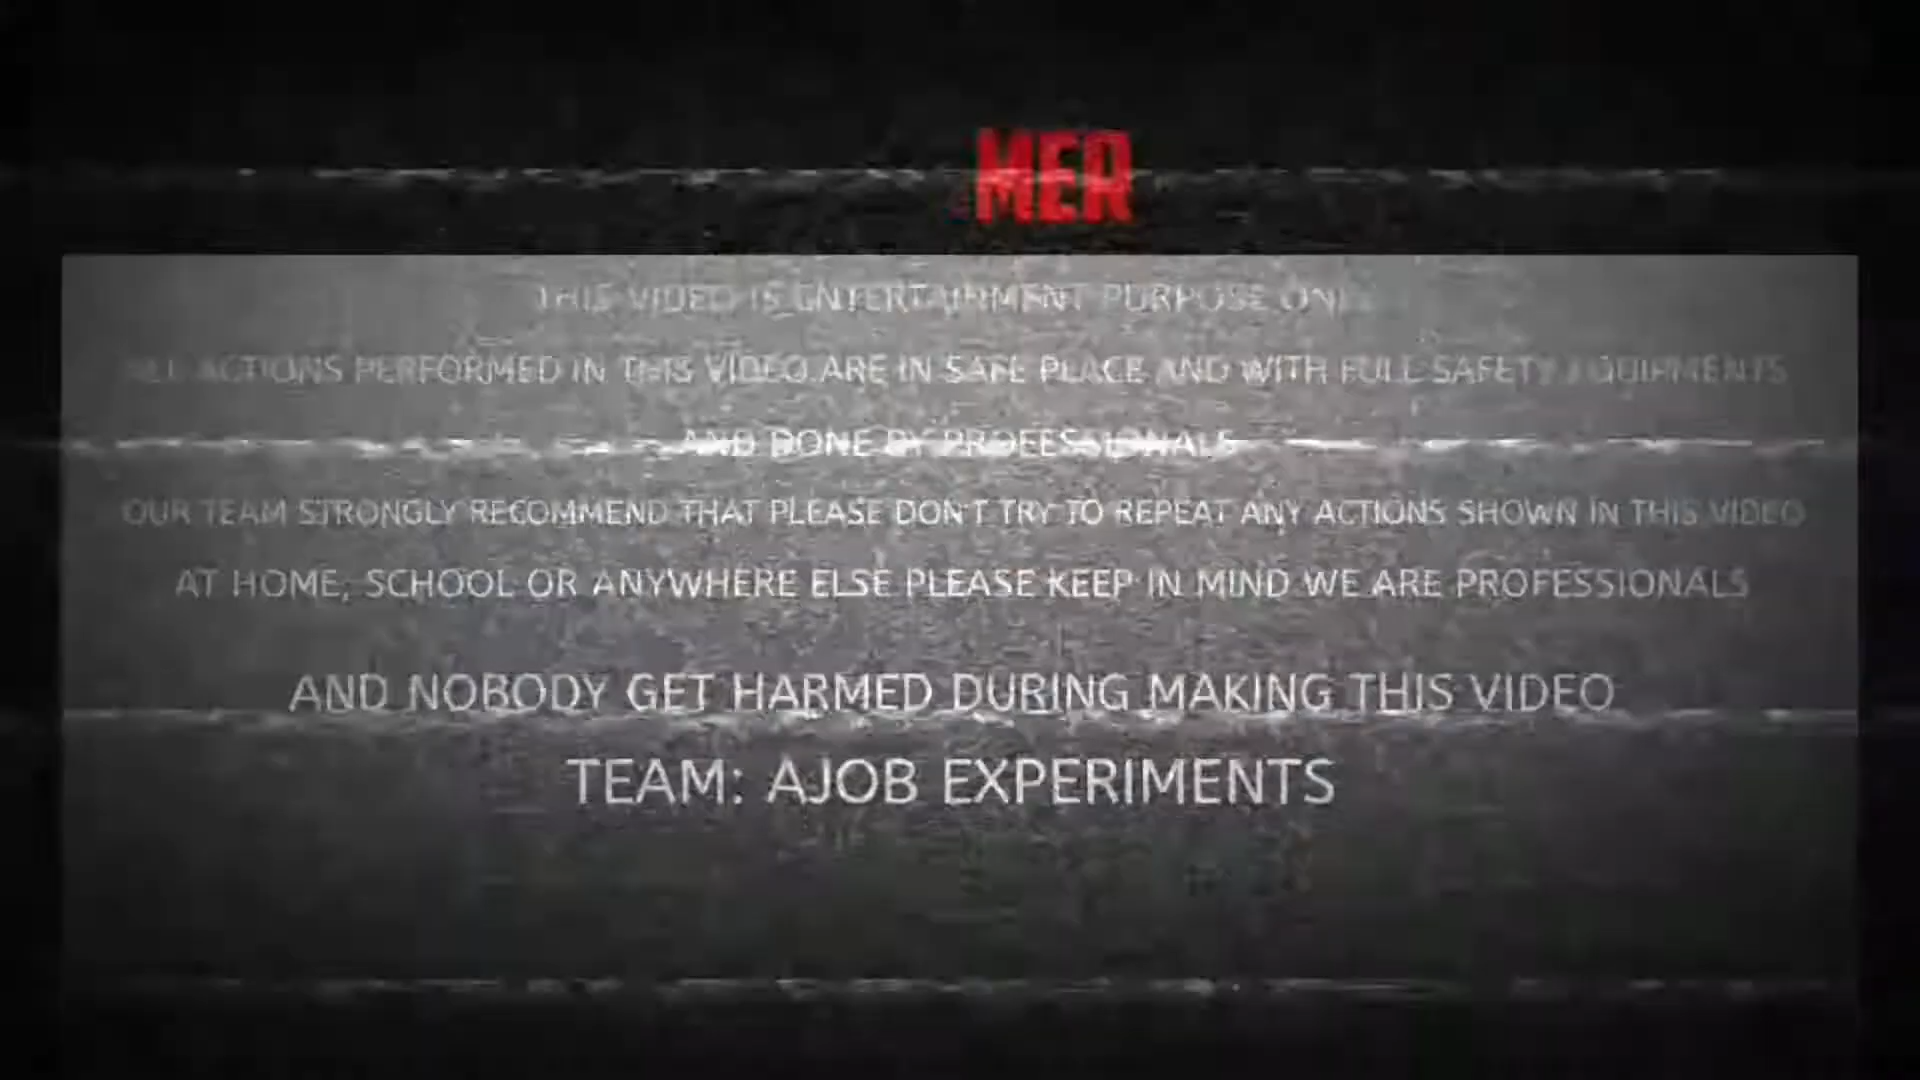 MER
THIS VIDEO IS ENTERTAINMENT PURPOSE ONLY
ALL ACTIONS PERFORMED IN THIS VIDEO ARE IN SAFE PLACE AND WITH FULL SAFETY EQUIPMENTS
AND DONE BY PROFESSIONALS
OUR TEAM STRONGLY RECOMMEND THAT PLEASE DON'T TRY TO REPEAT ANY ACTIONS SHOWN IN THIS VIDEO
AT HOME, SCHOOL OR ANYWHERE ELSE PLEASE KEEP IN MIND WE ARE PROFESSIONALS
AND NOBODY GET HARMED DURING MAKING THIS VIDEO
TEAM: AJOB EXPERIMENTS